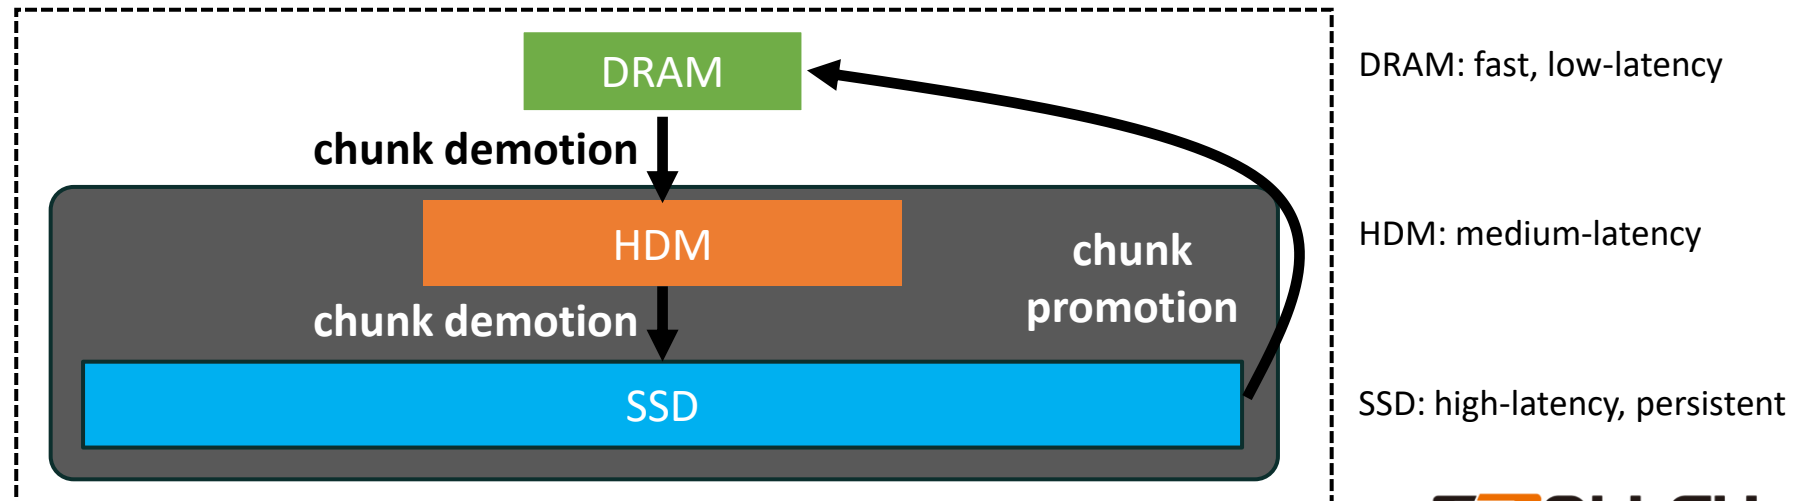 DRAM
DRAM: fast, low-latency
chunk demotion
HDM
HDM: medium-latency
chunk
promotion
chunk demotion
SSD
SSD: high-latency, persistent